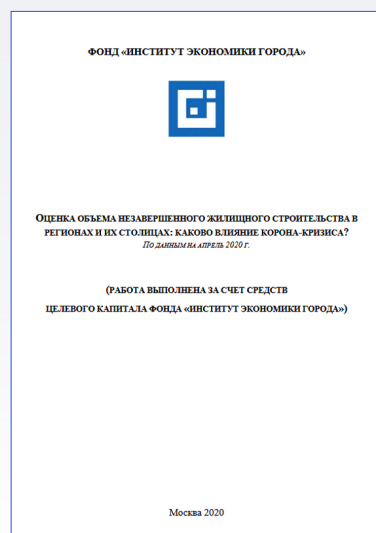 ФОНД «ИНСТИТУТ ЭКОНОМИКИ ГОРОДА»
ОЦЕНКА ОБЪЕМА НЕЗАВЕРШЕННОГО ЖИЛИЩНОГО СТРОИТЕЛЬСТВА В
РЕГИОНАХ И ИХ СТОЛИЦАХ: КАКОВО ВЛИЯНИЕ КОРОНА-КРИЗИСА?
По данным на апрель 2020 г.
(РАБОТА ВЫПОЛНЕНА ЗА СЧЕТ СРЕДСТВ
ЦЕЛЕВОГО КАПИТАЛА ФОНДА «ИНСТИТУТ ЭКОНОМИКИ ГОРОДА»)
Москва 2020